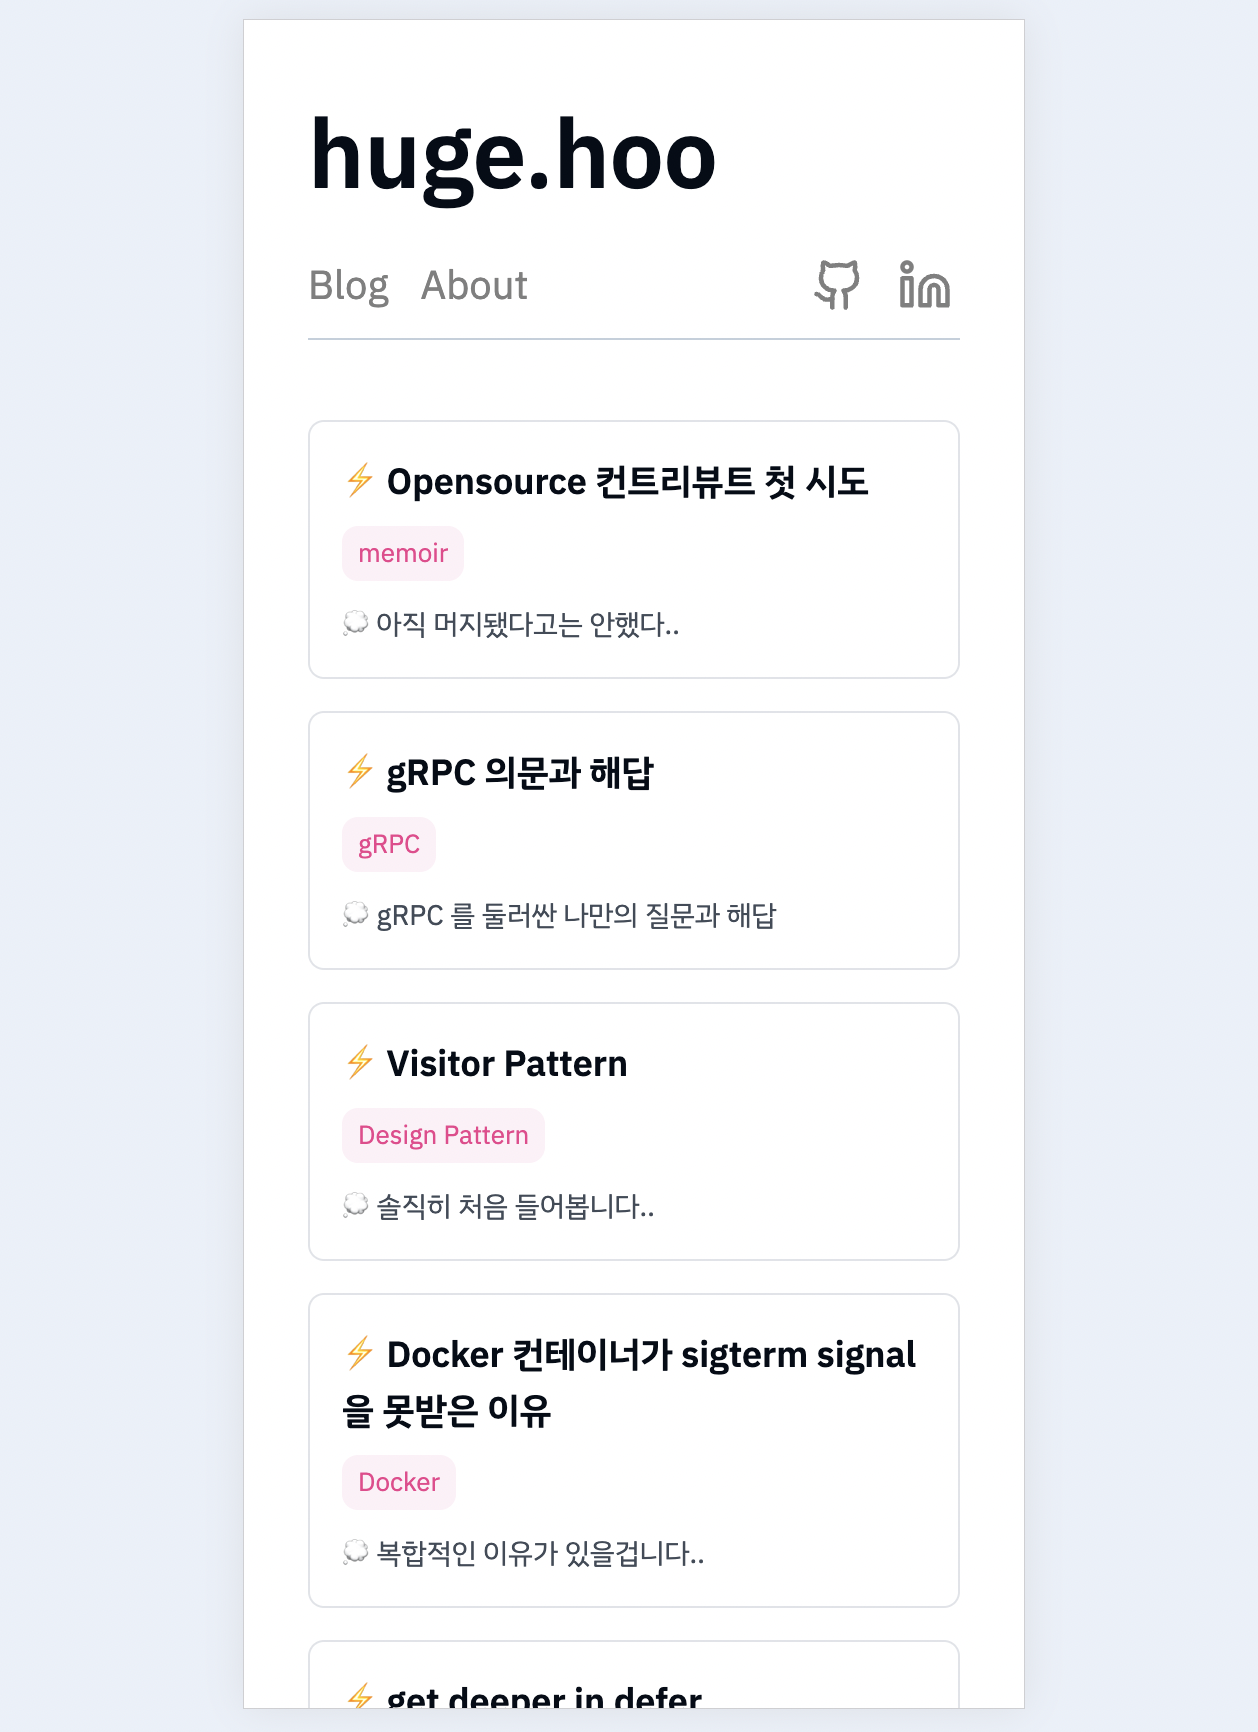 huge.hoo
Blog About
⚡ Opensource 컨트리뷰트 첫 시도
memoir
💭 아직 머지됐다고는 안했다..
⚡ gRPC 의문과 해답
gRPC
💭 gRPC 를 둘러싼 나만의 질문과 해답
⚡ Visitor Pattern
Design Pattern
💭 솔직히 처음 들어봅니다..
⚡ Docker 컨테이너가 sigterm signal
을 못받은 이유
Docker
💭 복합적인 이유가 있을겁니다..
⚡ get deeper in defer